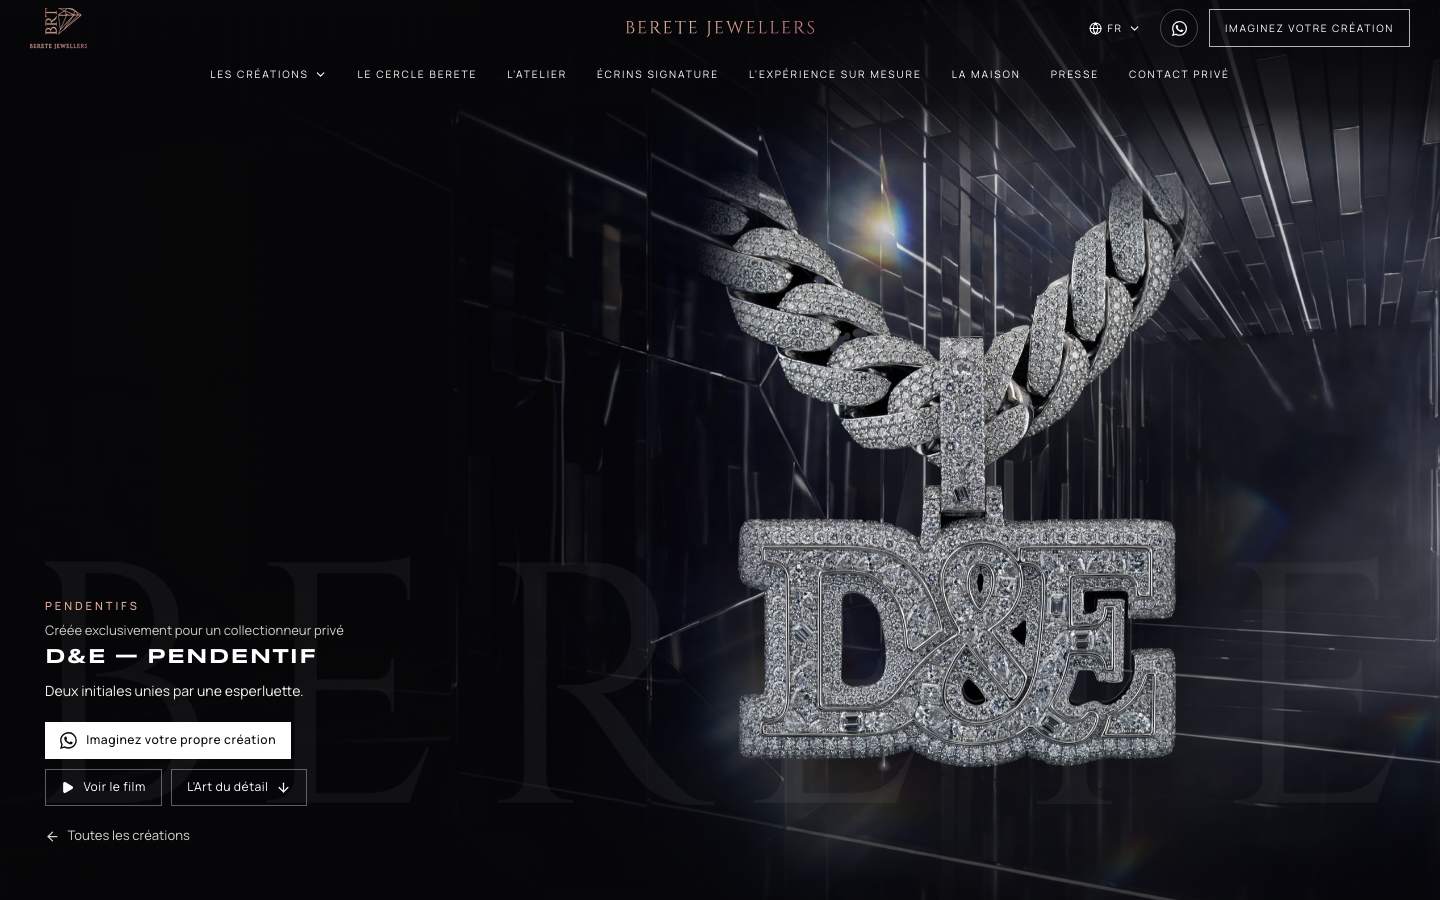 BRT
BERETE JEWELLERS
BERETE JEWELLERS
FR
IMAGINEZ VOTRE CRÉATION
LES CRÉATIONS
LE CERCLE BERETE
L'ATELIER
ÉCRINS SIGNATURE
L'EXPÉRIENCE SUR MESURE
LA MAISON
PRESSE
CONTACT PRIVÉ
D&E
BERETE
PENDENTIFS
Créée exclusivement pour un collectionneur privé
D&E — PENDENTIF
Deux initiales unies par une esperluette.
Imaginez votre propre création
Voir le film
L'Art du détail
Toutes les créations